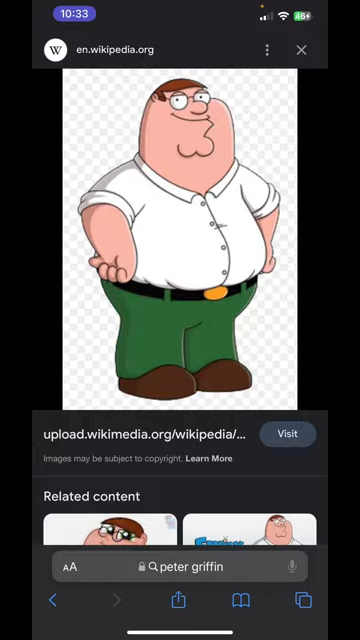 10:33
46
W
en.wikipedia.org
upload.wikimedia.org/wikipedia/...
Visit
Images may be subject to copyright. Learn More
Related content
AA
peter griffin